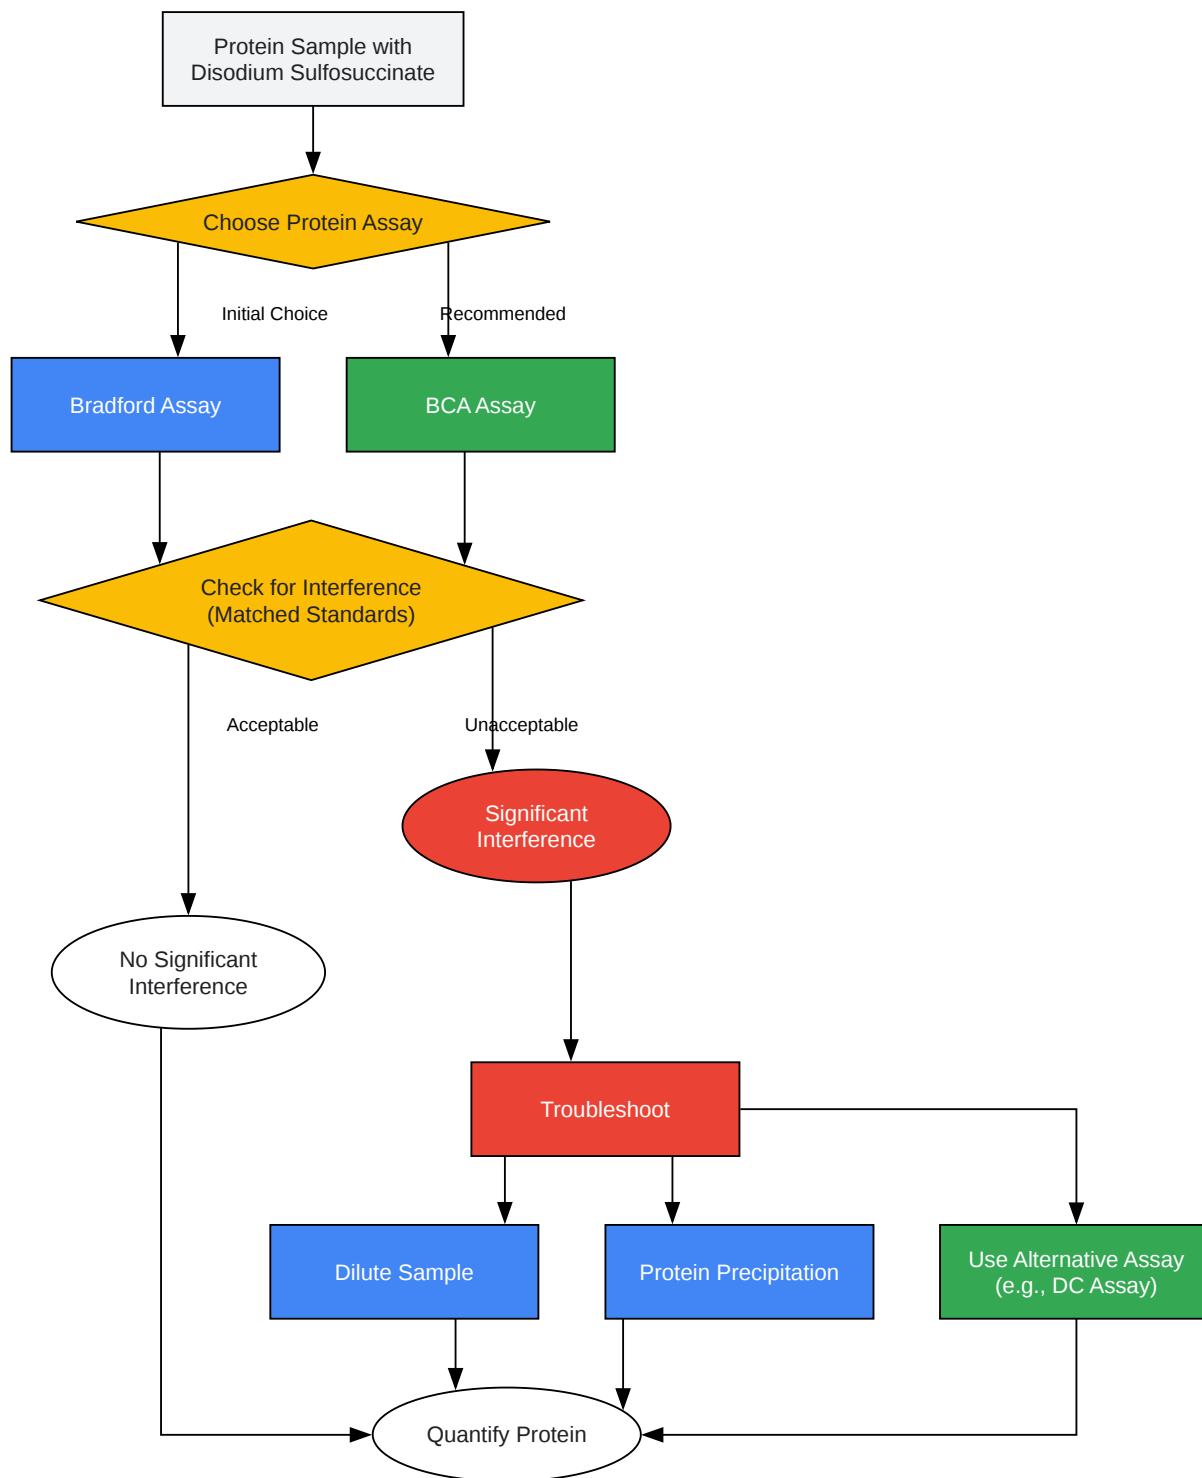 Protein Sample with
Disodium Sulfosuccinate
Choose Protein Assay
Initial Choice
Recommended
Bradford Assay
BCA Assay
Check for Interference
(Matched Standards)
Acceptable
Unacceptable
Significant
Interference
No Significant
Interference
Troubleshoot
Dilute Sample
Protein Precipitation
Use Alternative Assay
(e.g., DC Assay)
Quantify Protein